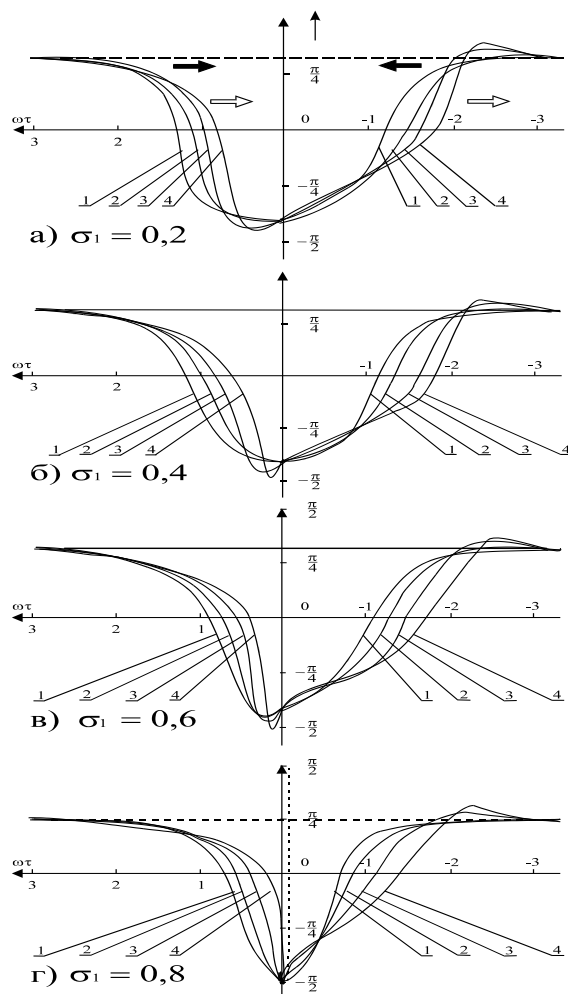 π/4
ωτ 3 2 0 -1 -2 -3
1 2 3 4 -π/4 1 2 3 4
а) σ₁ = 0,2 -π/2
π/4
ωτ 3 2 -1 -2 -3
1 2 3 4 -π/4 1 2 3 4
б) σ₁ = 0,4 -π/2
π/2
π/4
ωτ 3 2 1 0 -1 -2 -3
1 2 3 4 -π/4 1 2 3 4
в) σ₁ = 0,6 -π/2
π/2
π/4
ωτ 3 2 1 0 -1 -2 -3
1 2 3 4 -π/4 1 2 3 4
г) σ₁ = 0,8 -π/2